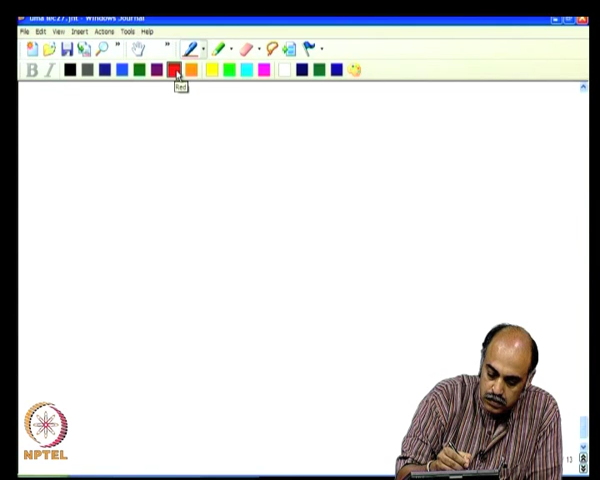 uma lec27.jnt - Windows Journal
File Edit View Insert Actions Tools Help
B I
Red
NPTEL
/ 13